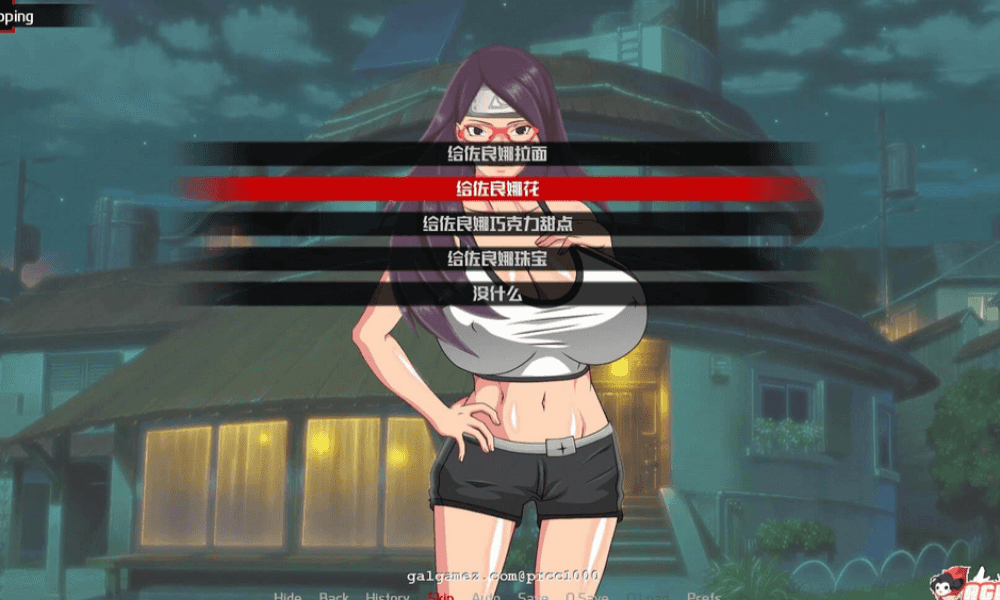 pping
给佐良娜拉面
给佐良娜花
给佐良娜巧克力甜点
给佐良娜珠宝
没什么
galgamez.com@prcc1000
Hide Back History Skip Auto Save Q.Save Prefs